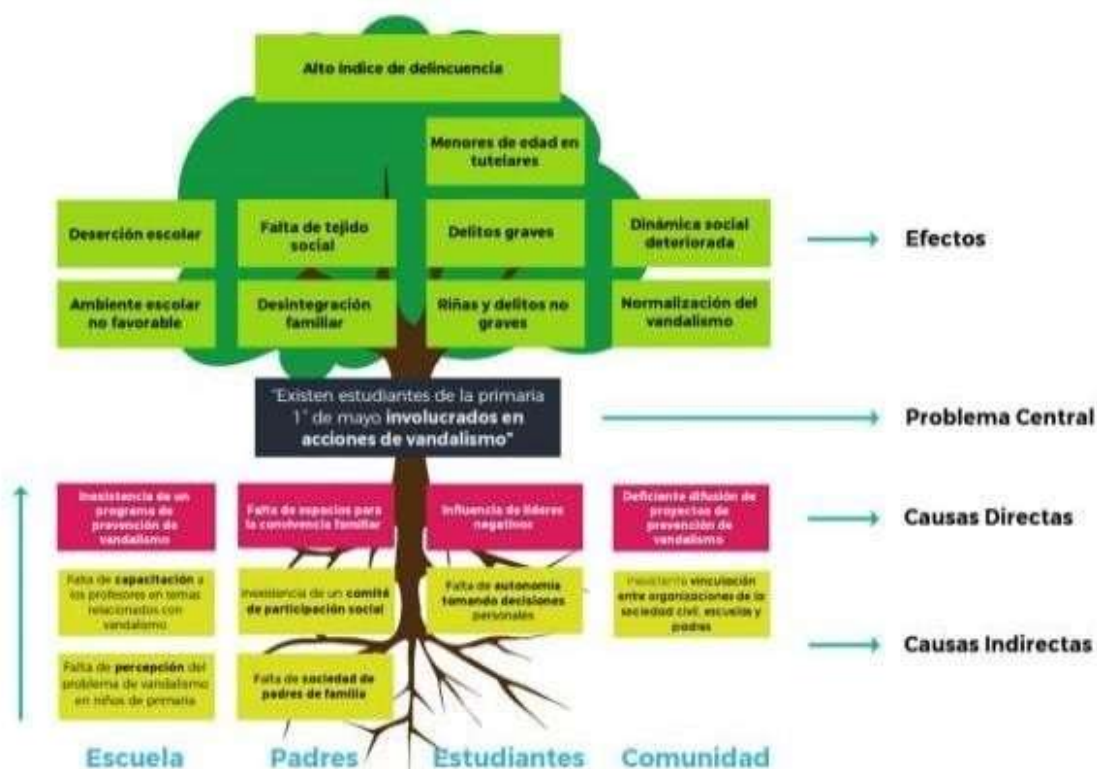 Alto índice de delincuencia
Menores de edad en
tutelares
Deserción escolar
Falta de tejido
social
Delitos graves
Dinámica social
deteriorada
Efectos
Ambiente escolar
no favorable
Desintegración
familiar
Riñas y delitos no
graves
Normalización del
vandalismo
"Existen estudiantes de la primaria
1° de mayo involucrados en
acciones de vandalismo"
Problema Central
Inexistencia de un
programa de
prevención de
vandalismo
Falta de espacios para
la convivencia familiar
Influencia de líderes
negativos
Deficiente difusión de
proyectos de
prevención de
vandalismo
Causas Directas
Falta de capacitación a
los profesores en temas
relacionados con
vandalismo
Inexistencia de un comité
de participación social
Falta de autonomía
tomando decisiones
personales
Inexistente vinculación
entre organizaciones de la
sociedad civil, escuelas y
padres
Causas Indirectas
Falta de percepción del
problema de vandalismo
en niños de primaria
Falta de sociedad de
padres de familia
Escuela
Padres
Estudiantes
Comunidad